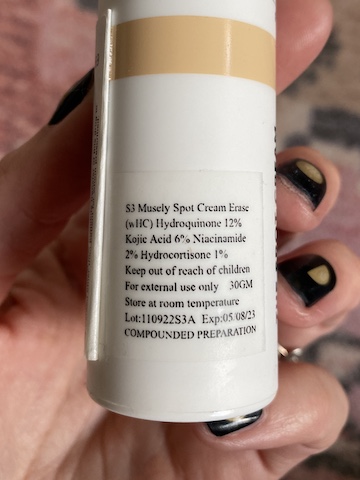 S3 Musely Spot Cream Erase
(wHC) Hydroquinone 12%
Kojic Acid 6% Niacinamide
2% Hydrocortisone 1%
Keep out of reach of children
For external use only 30GM
Store at room temperature
Lot:110922S3A Exp:05/08/23
COMPOUNDED PREPARATION